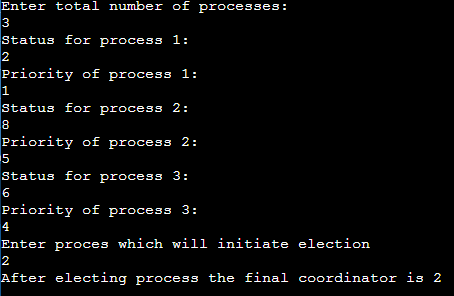 Enter total number of processes:
3
Status for process 1:
2
Priority of process 1:
1
Status for process 2:
8
Priority of process 2:
5
Status for process 3:
6
Priority of process 3:
4
Enter proces which will initiate election
2
After electing process the final coordinator is 2